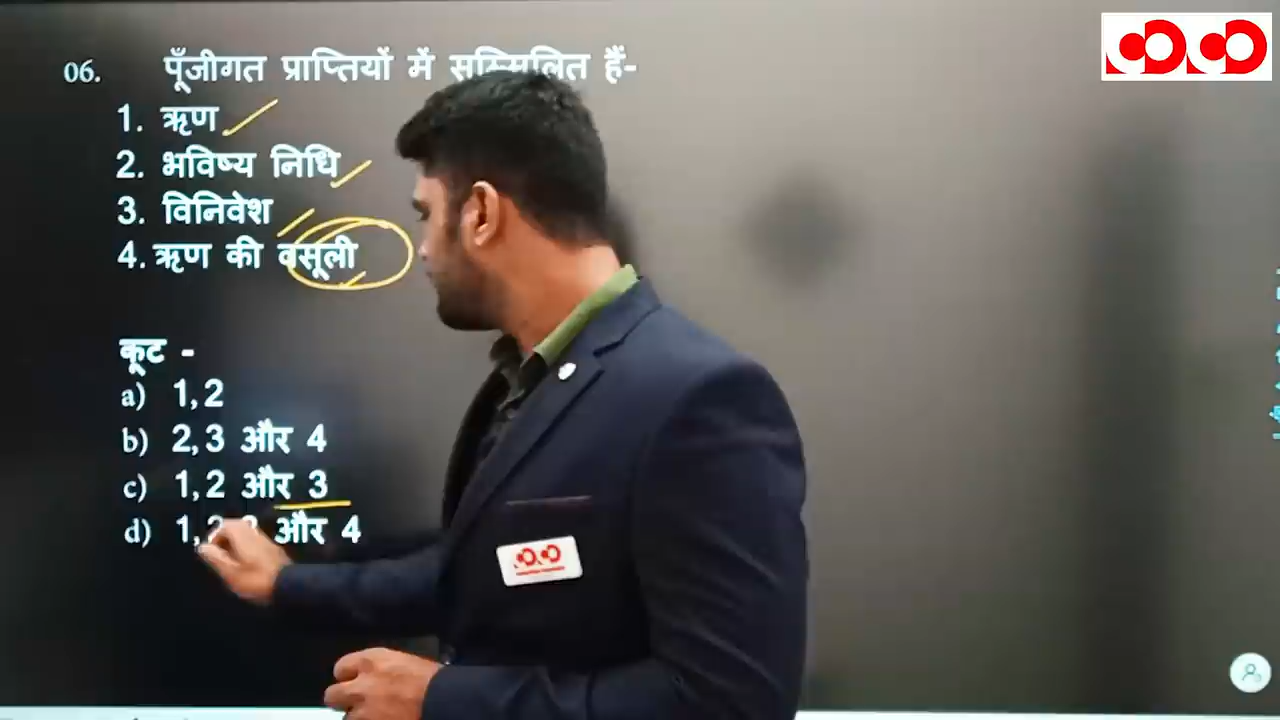 06. पूँजीगत प्राप्तियों में सम्मिलित हैं-
1. ऋण
2. भविष्य निधि
3. विनिवेश
4. ऋण की वसूली
कूट -
a) 1,2
b) 2,3 और 4
c) 1,2 और 3
d) 1, और 4